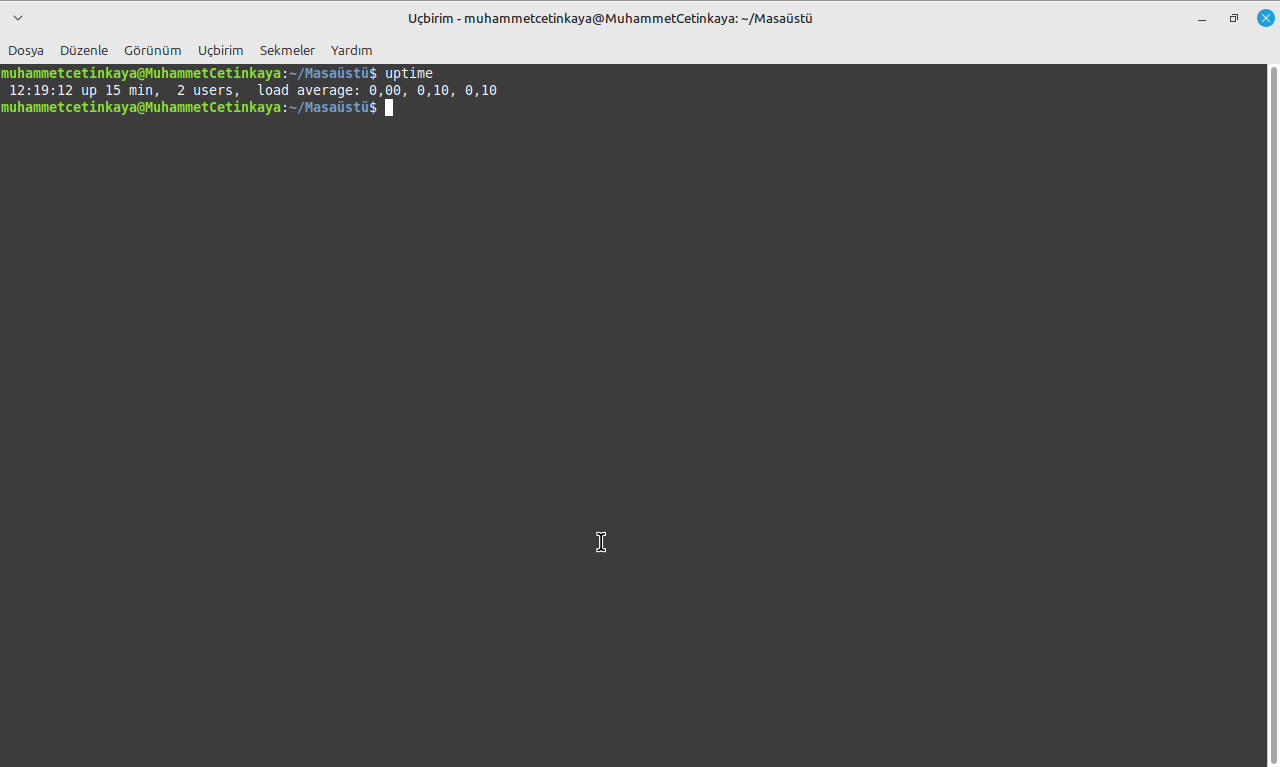 Uçbirim - muhammetcetinkaya@MuhammetCetinkaya: ~/Masaüstü
Dosya Düzenle Görünüm Uçbirim Sekmeler Yardım
muhammetcetinkaya@MuhammetCetinkaya:~/Masaüstü$ uptime
 12:19:12 up 15 min,  2 users,  load average: 0,00, 0,10, 0,10
muhammetcetinkaya@MuhammetCetinkaya:~/Masaüstü$